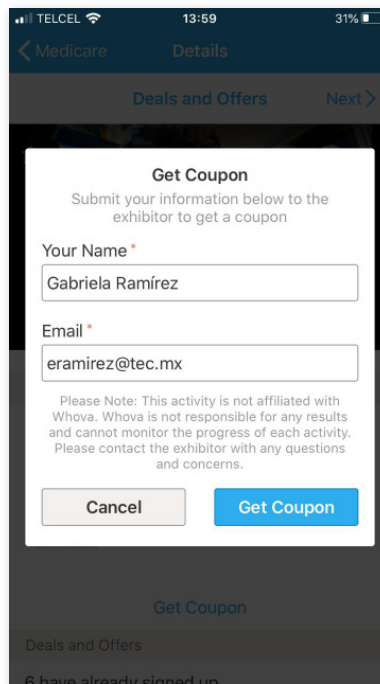 TELCEL 13:59 31%
Medicare Details
Deals and Offers Next
Get Coupon
Submit your information below to the
exhibitor to get a coupon
Your Name *
Gabriela Ramírez
Email *
eramirez@tec.mx
Please Note: This activity is not affiliated with
Whova. Whova is not responsible for any results
and cannot monitor the progress of each activity.
Please contact the exhibitor with any questions
and concerns.
Cancel Get Coupon
Get Coupon
Deals and Offers
6 have already signed up